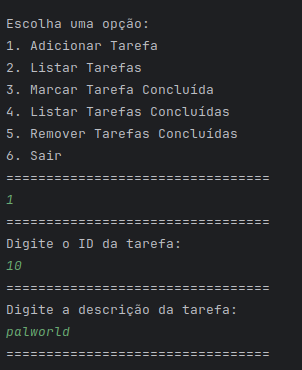 Escolha uma opção:
1. Adicionar Tarefa
2. Listar Tarefas
3. Marcar Tarefa Concluída
4. Listar Tarefas Concluídas
5. Remover Tarefas Concluídas
6. Sair
=================================
1
=================================
Digite o ID da tarefa:
10
=================================
Digite a descrição da tarefa:
palworld
=================================